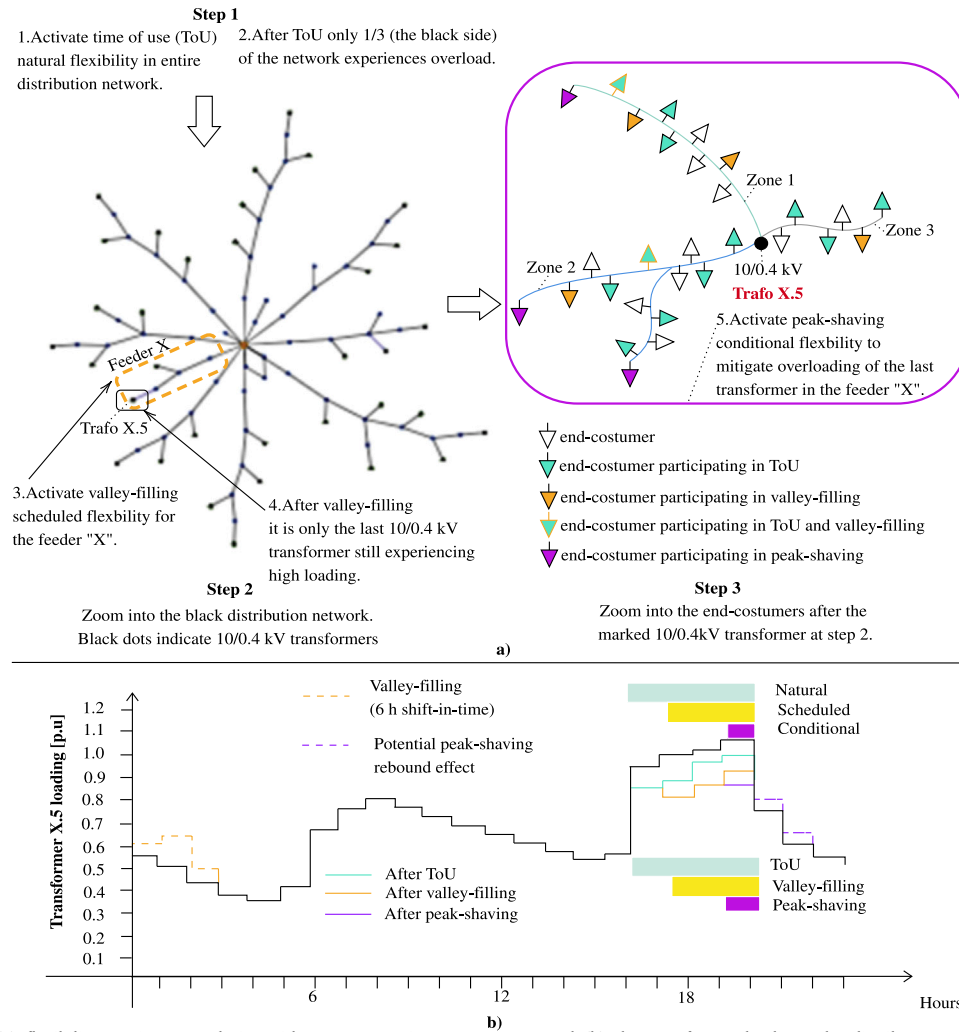 Step 1
1.Activate time of use (ToU)
natural flexibility in entire
distribution network.
2.After ToU only 1/3 (the black side)
of the network experiences overload.
Feeder X
Trafo X.5
3.Activate valley-filling
scheduled flexibility for
the feeder "X".
4.After valley-filling
it is only the last 10/0.4 kV
transformer still experiencing
high loading.
Step 2
Zoom into the black distribution network.
Black dots indicate 10/0.4 kV transformers
Zone 1
Zone 2
Zone 3
10/0.4 kV
Trafo X.5
5.Activate peak-shaving
conditional flexbility to
mitigate overloading of the last
transformer in the feeder "X".
end-costumer
end-costumer participating in ToU
end-costumer participating in valley-filling
end-costumer participating in ToU and valley-filling
end-costumer participating in peak-shaving
Step 3
Zoom into the end-costumers after the
marked 10/0.4kV transformer at step 2.
a)
Transformer X.5 loading [p.u]
1.2
1.1
1.0
0.9
0.8
0.7
0.6
0.5
0.4
0.3
0.2
0.1
Valley-filling
(6 h shift-in-time)
Potential peak-shaving
rebound effect
Natural
Scheduled
Conditional
After ToU
After valley-filling
After peak-shaving
ToU
Valley-filling
Peak-shaving
6
12
18
Hours
b)